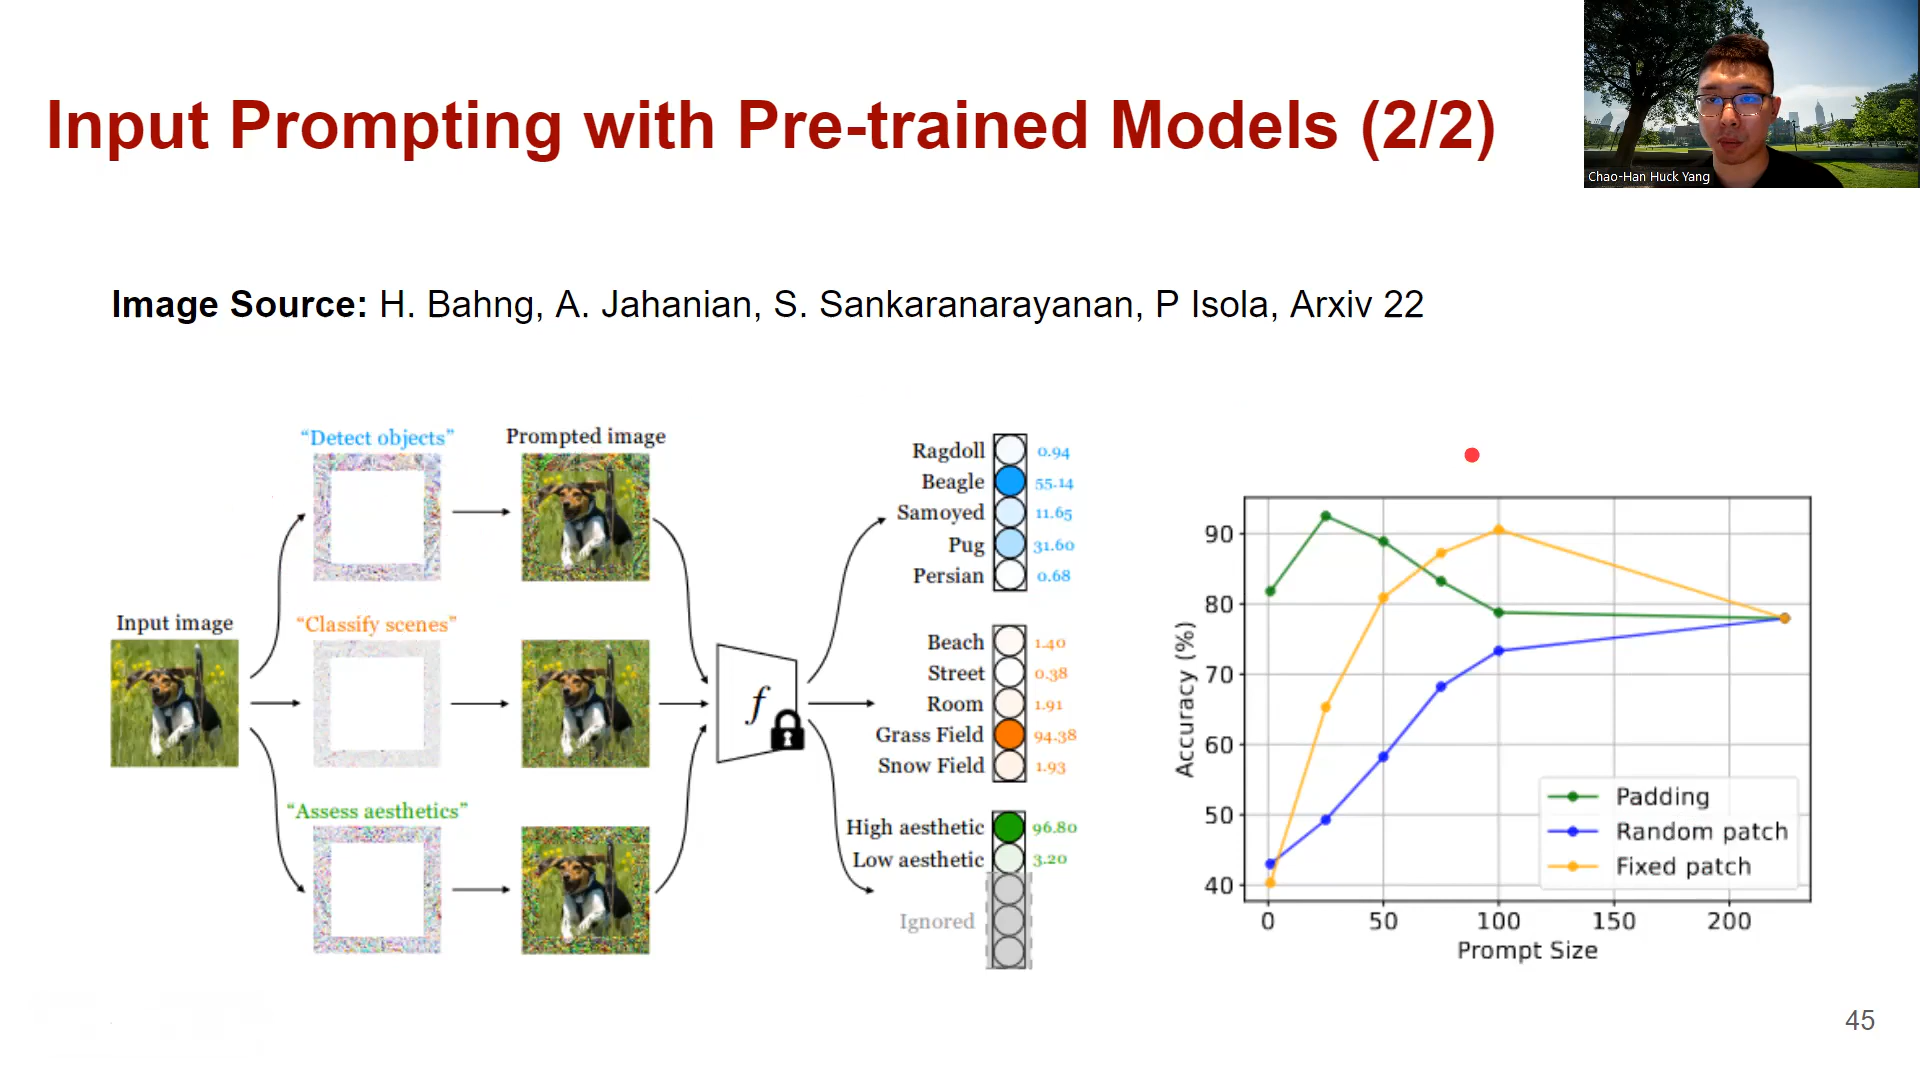 Input Prompting with Pre-trained Models (2/2)
Chao-Han Huck Yang
Image Source: H. Bahng, A. Jahanian, S. Sankaranarayanan, P Isola, Arxiv 22
Input image
“Detect objects”
Prompted image
“Classify scenes”
“Assess aesthetics”
f
Ragdoll 0.94
Beagle 55.14
Samoyed 11.65
Pug 31.60
Persian 0.68
Beach 1.40
Street 0.38
Room 1.91
Grass Field 94.38
Snow Field 1.93
High aesthetic 96.80
Low aesthetic 3.20
Ignored
Accuracy (%)
90
80
70
60
50
40
0 50 100 150 200
Prompt Size
Padding
Random patch
Fixed patch
45